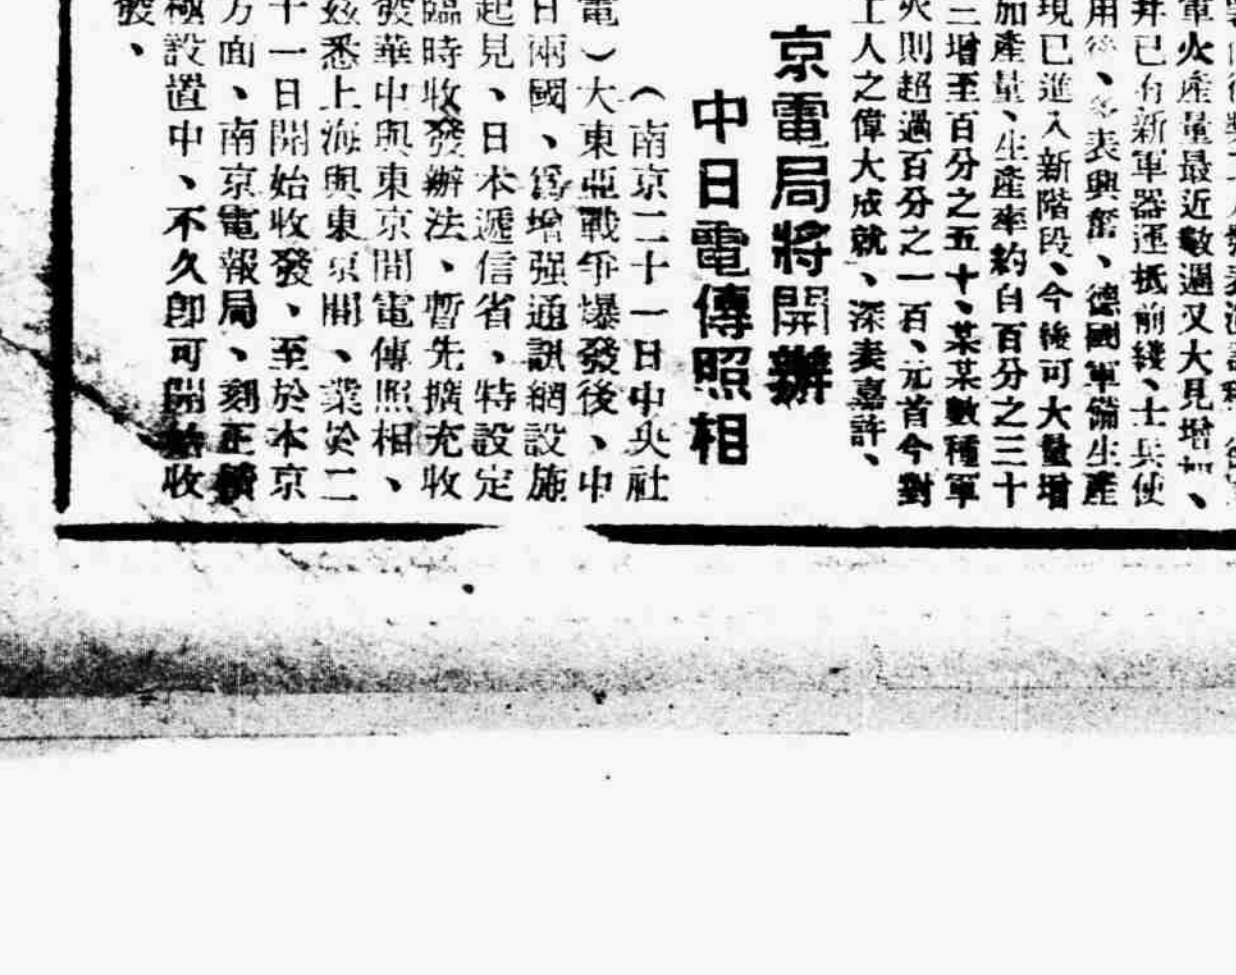 軍火產量最近數週又大見增加、
井已有新軍器運抵前綫、士兵使
用後、多表興奮、德國軍備生產
現已進入新階段、今後可大量增
加產量、生產率約自百分之三十
三增至百分之五十、某某數種軍
火則超過百分之一百、元首今對
上人之偉大成就、深表嘉許、
京電局將開辦
中日電傳照相
（南京二十一日中央社
電）大東亞戰爭爆發後、中
日兩國、爲增强通訊網設施
起見、日本遞信省、特設定
臨時收發辦法、暫先擴充收
發華中與東京間電傳照相、
茲悉上海與東京間、業於二
十一日開始收發、至於本京
方面、南京電報局、刻正積
極設置中、不久卽可開始收
發、